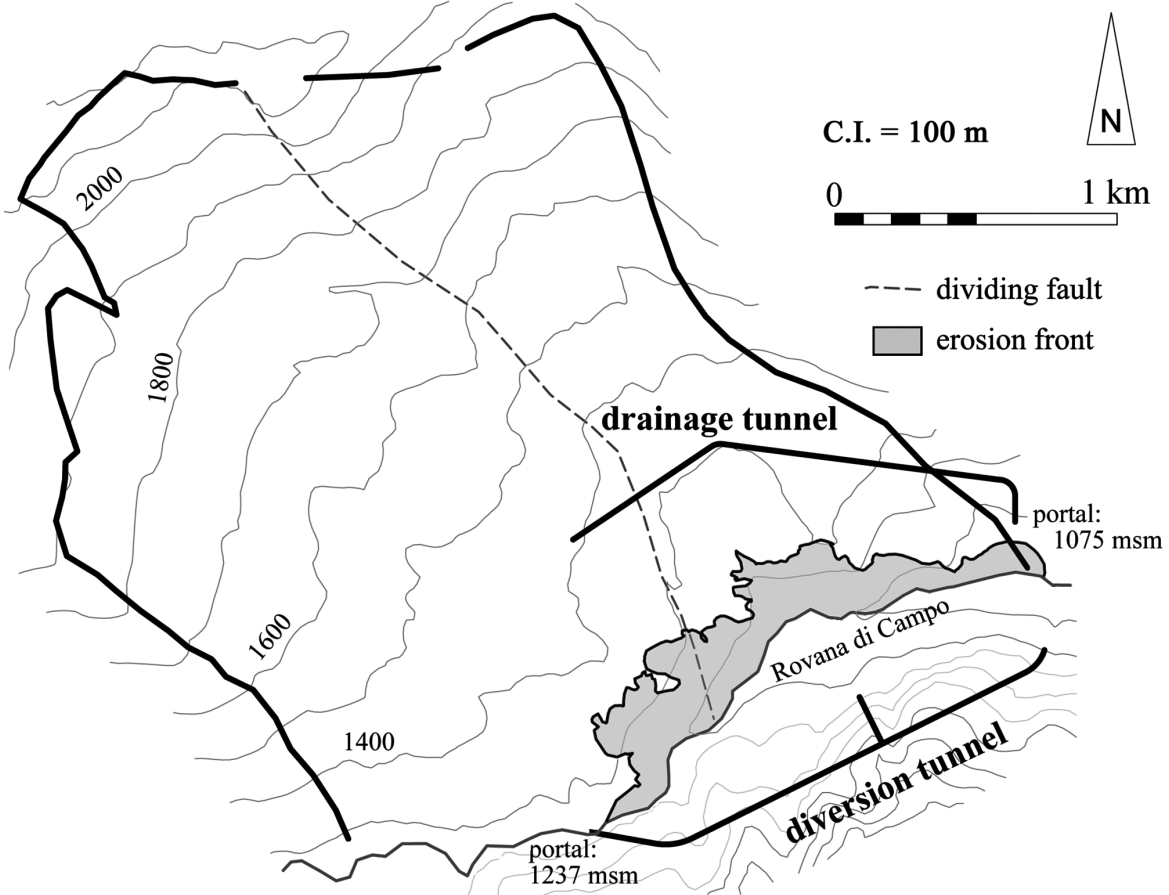 N
C.I. = 100 m
0 1 km
2000
dividing fault
erosion front
1800
drainage tunnel
portal:
1075 msm
1600
Rovana di Campo
1400
diversion tunnel
portal:
1237 msm